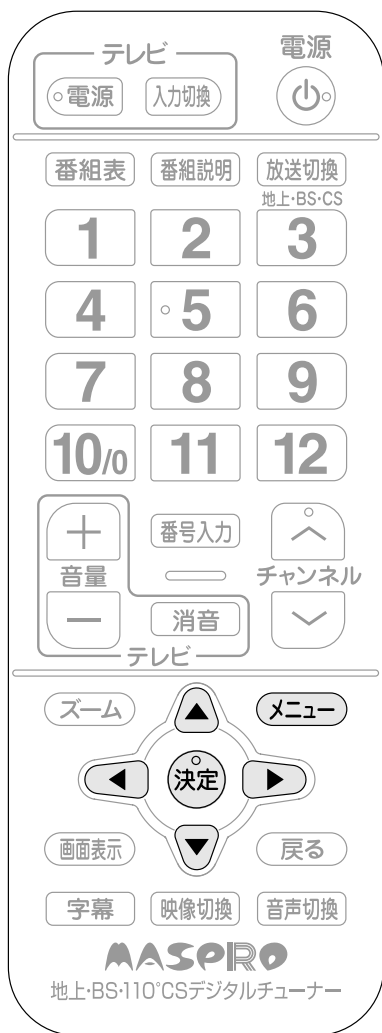 テレビ 電源
電源 入力切換
番組表 番組説明 放送切換
地上・BS・CS
1 2 3
4 5 6
7 8 9
10/0 11 12
+ 番号入力
音量 チャンネル
− 消音
テレビ
ズーム メニュー
決定
画面表示 戻る
字幕 映像切換 音声切換
MASPRO
地上・BS・110°CSデジタルチューナー